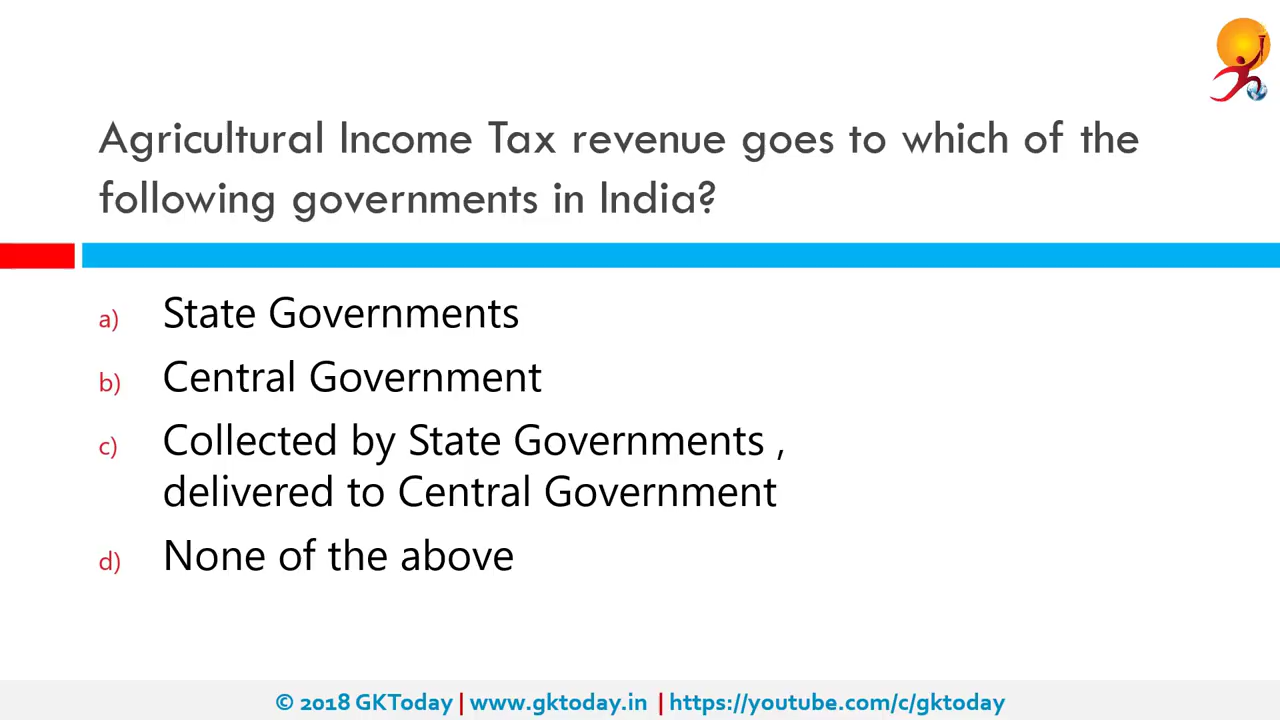 Agricultural Income Tax revenue goes to which of the
following governments in India?
a) State Governments
b) Central Government
c) Collected by State Governments ,
delivered to Central Government
d) None of the above
© 2018 GKToday | www.gktoday.in | https://youtube.com/c/gktoday